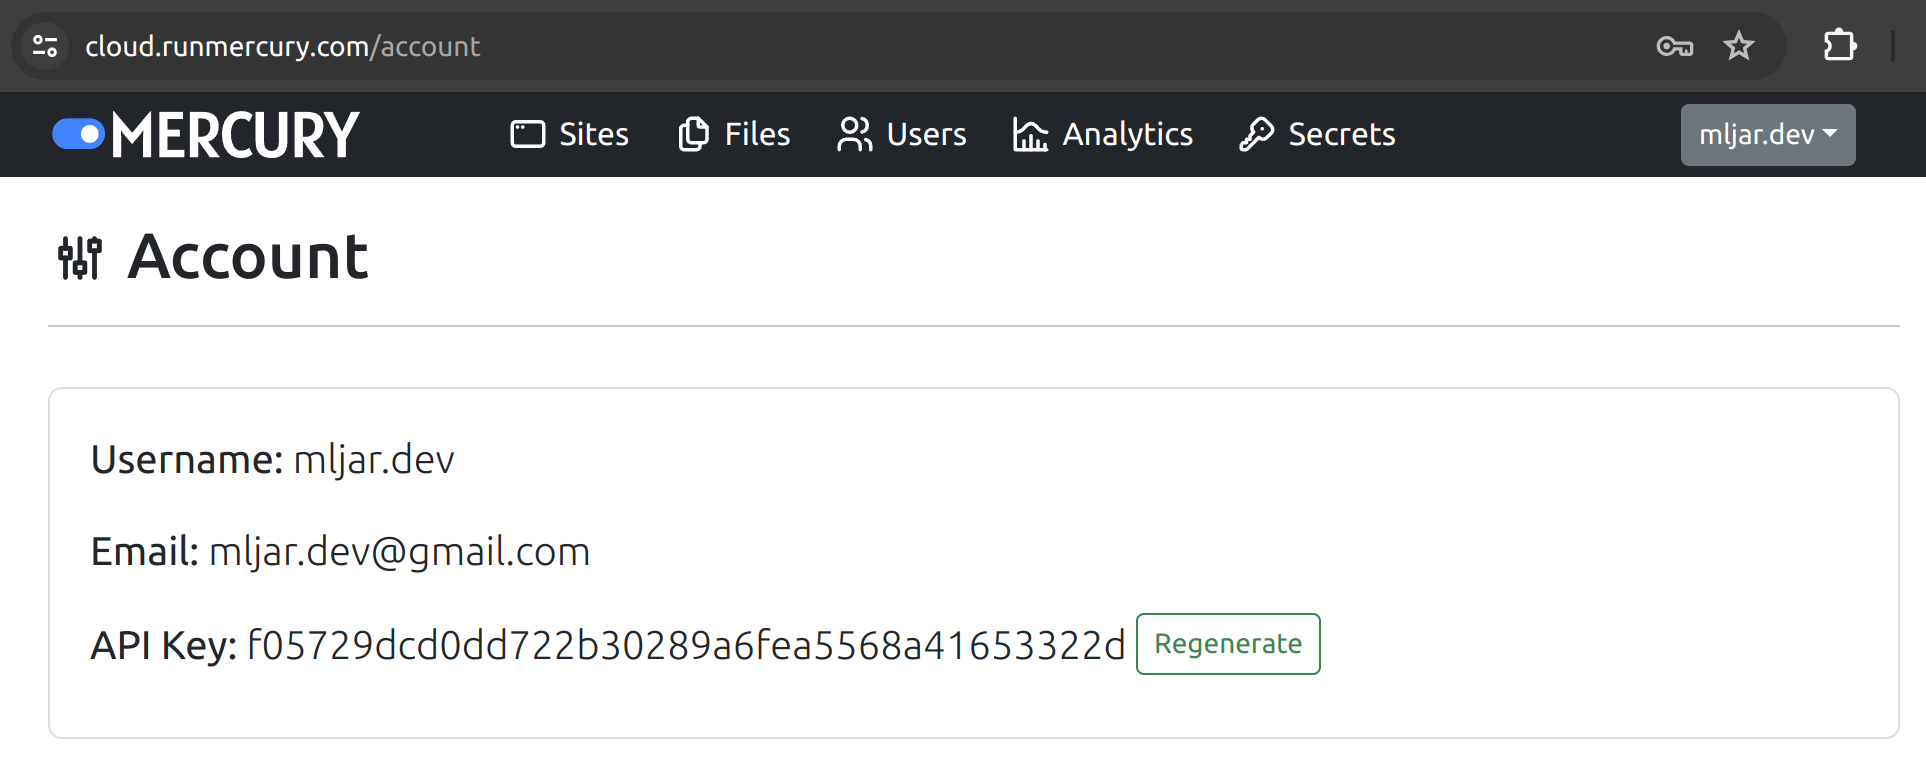 cloud.runmercury.com/account
MERCURY Sites Files Users Analytics Secrets mljar.dev
Account
Username: mljar.dev
Email: mljar.dev@gmail.com
API Key: f05729dcd0dd722b30289a6fea5568a41653322d Regenerate